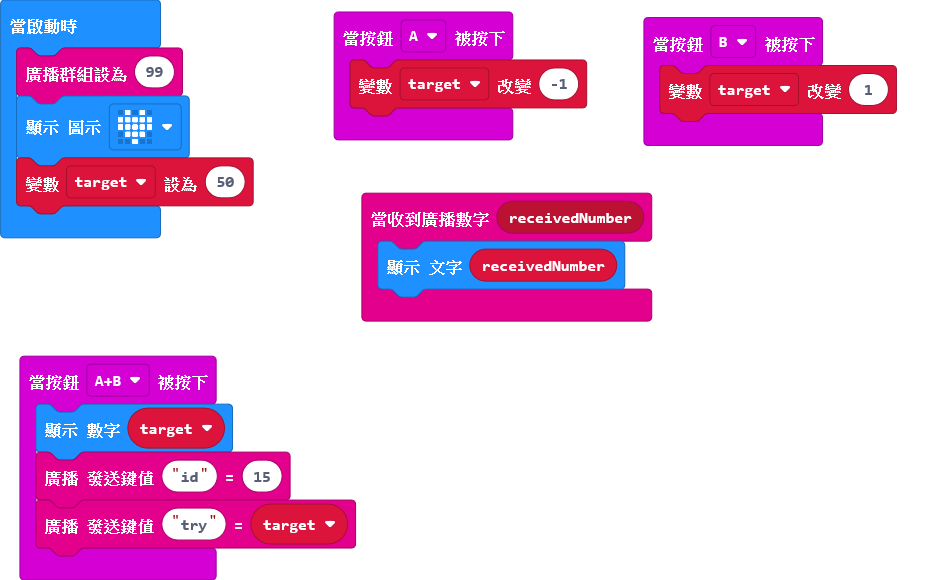 當啟動時
廣播群組設為 99
顯示 圖示
變數 target 設為 50
當按鈕 A 被按下
變數 target 改變 -1
當按鈕 B 被按下
變數 target 改變 1
當收到廣播數字 receivedNumber
顯示 文字 receivedNumber
當按鈕 A+B 被按下
顯示 數字 target
廣播 發送鍵值 "id" = 15
廣播 發送鍵值 "try" = target